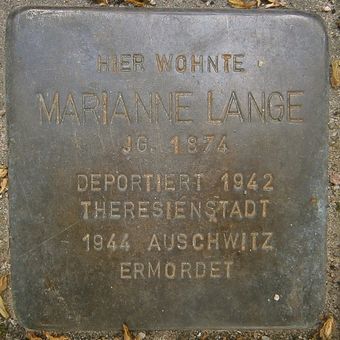 HIER WOHNTE
MARIANNE LANGE
JG. 1874
DEPORTIERT 1942
THERESIENSTADT
1944 AUSCHWITZ
ERMORDET